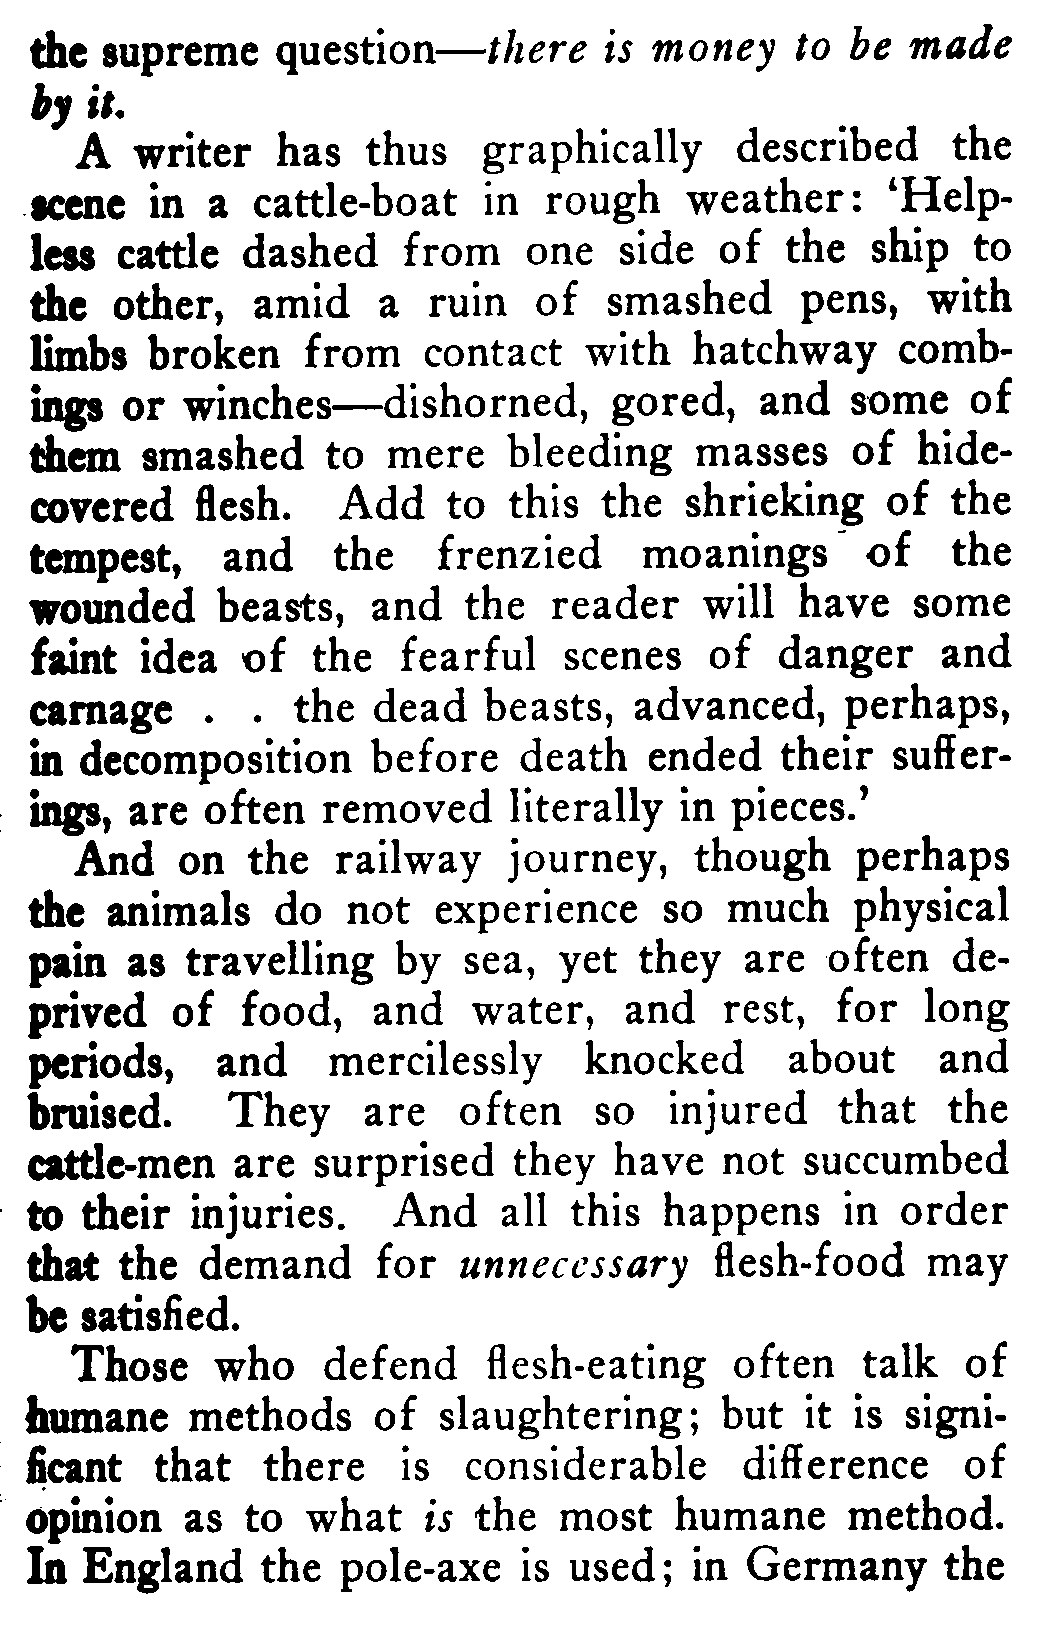 the supreme question—there is money to be made
by it.
A writer has thus graphically described the
scene in a cattle-boat in rough weather: ‘Help-
less cattle dashed from one side of the ship to
the other, amid a ruin of smashed pens, with
limbs broken from contact with hatchway comb-
ings or winches—dishorned, gored, and some of
them smashed to mere bleeding masses of hide-
covered flesh. Add to this the shrieking of the
tempest, and the frenzied moanings of the
wounded beasts, and the reader will have some
faint idea of the fearful scenes of danger and
carnage . . the dead beasts, advanced, perhaps,
in decomposition before death ended their suffer-
ings, are often removed literally in pieces.’
And on the railway journey, though perhaps
the animals do not experience so much physical
pain as travelling by sea, yet they are often de-
prived of food, and water, and rest, for long
periods, and mercilessly knocked about and
bruised. They are often so injured that the
cattle-men are surprised they have not succumbed
to their injuries. And all this happens in order
that the demand for unnecessary flesh-food may
be satisfied.
Those who defend flesh-eating often talk of
humane methods of slaughtering; but it is signi-
ficant that there is considerable difference of
opinion as to what is the most humane method.
In England the pole-axe is used; in Germany the